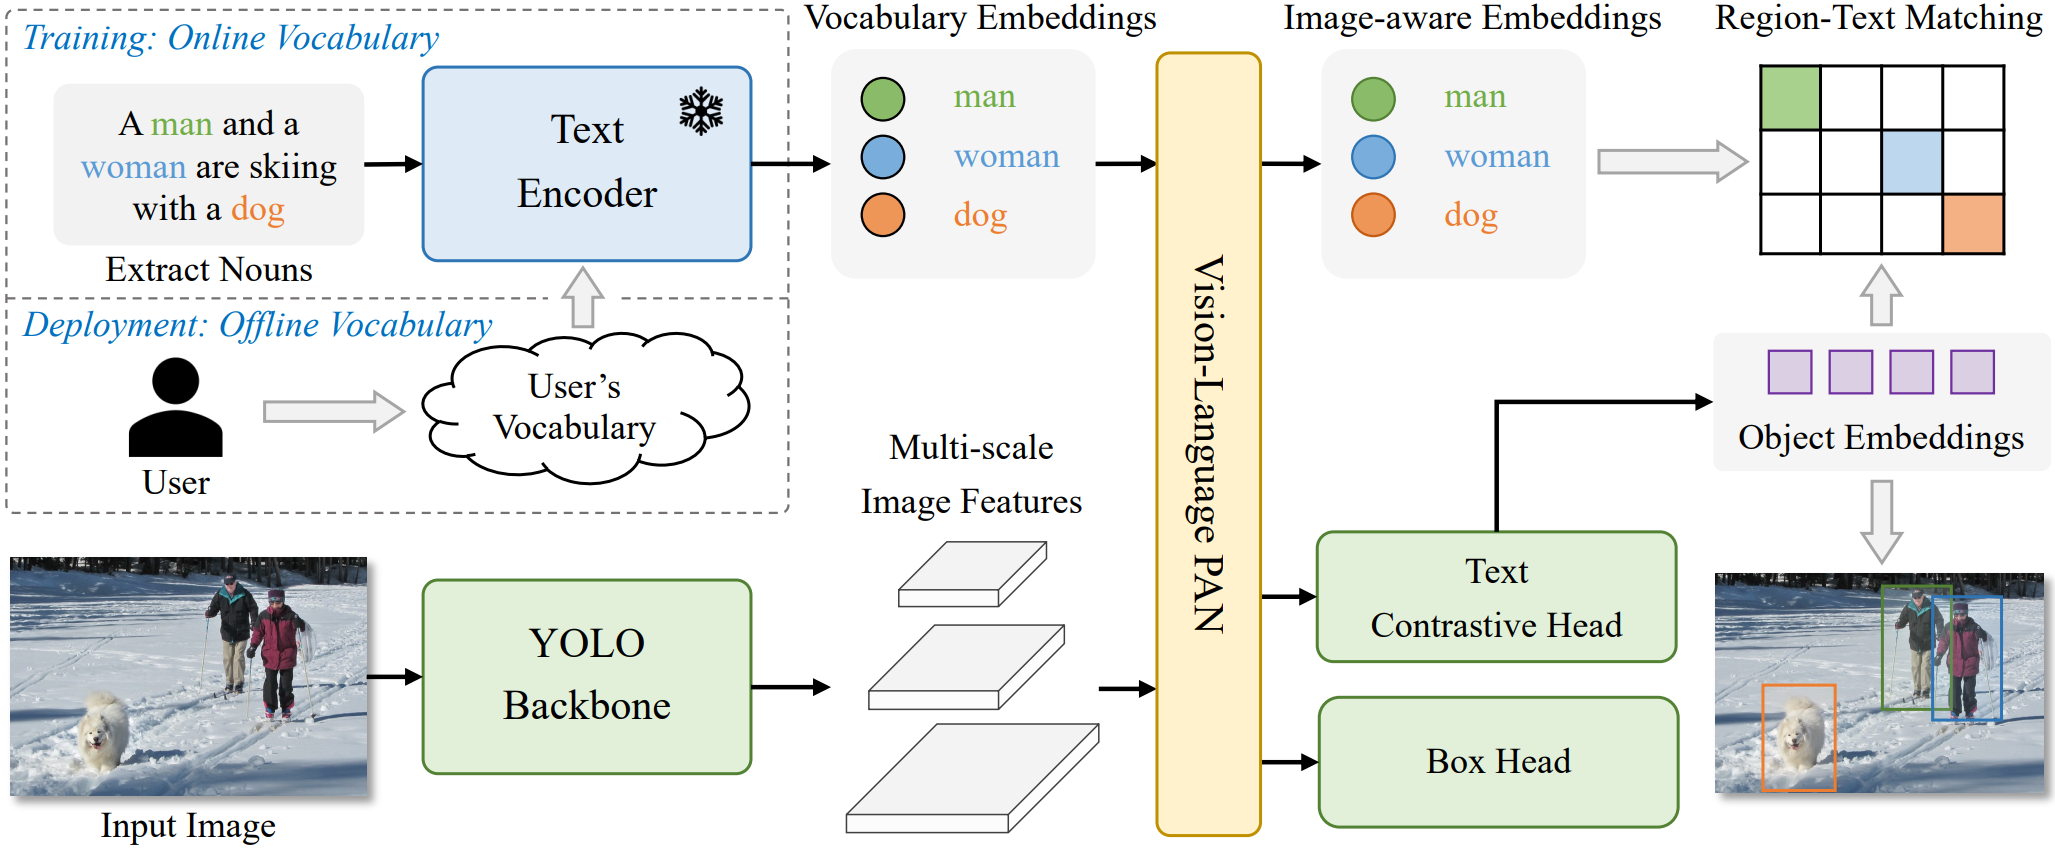 Training: Online Vocabulary
A man and a
woman are skiing
with a dog
Extract Nouns
Text
Encoder
Deployment: Offline Vocabulary
User
User’s
Vocabulary
Input Image
YOLO
Backbone
Vocabulary Embeddings
man
woman
dog
Multi-scale
Image Features
Vision-Language PAN
Image-aware Embeddings
man
woman
dog
Region-Text Matching
Object Embeddings
Text
Contrastive Head
Box Head